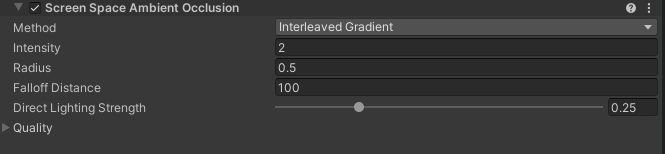 Screen Space Ambient Occlusion
Method Interleaved Gradient
Intensity 2
Radius 0.5
Falloff Distance 100
Direct Lighting Strength 0.25
Quality